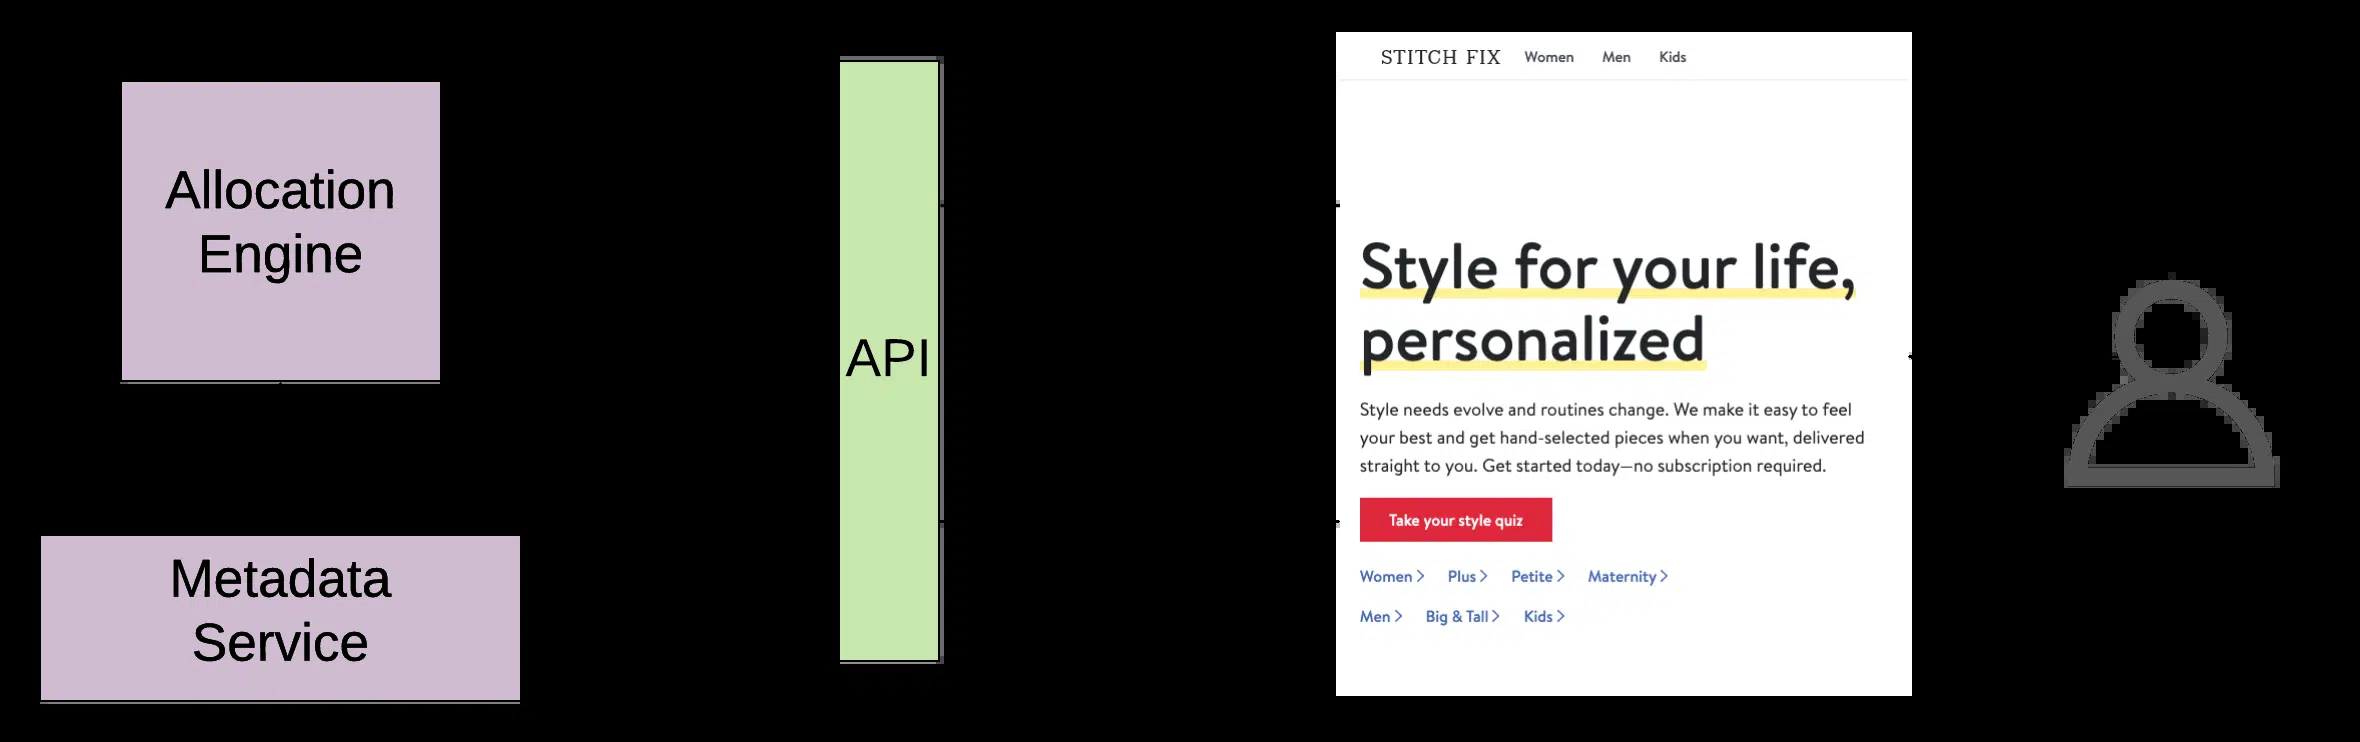 Allocation
Engine
Metadata
Service
API
STITCH FIX Women Men Kids
Style for your life,
personalized
Style needs evolve and routines change. We make it easy to feel
your best and get hand-selected pieces when you want, delivered
straight to you. Get started today—no subscription required.
Take your style quiz
Women > Plus > Petite > Maternity >
Men > Big & Tall > Kids >